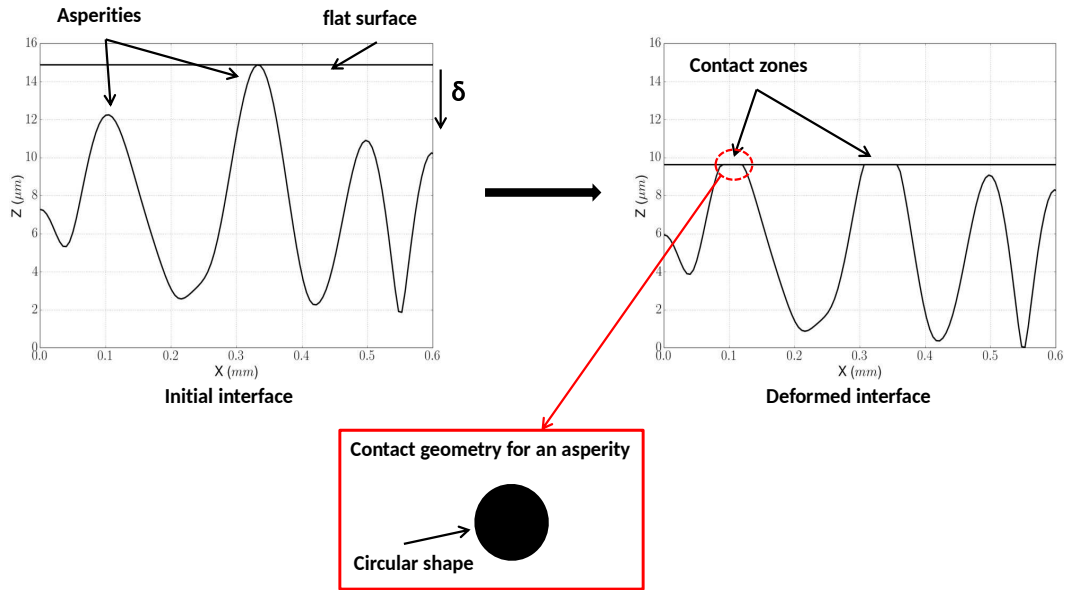 Asperities
flat surface
16
14
12
10
8
6
4
2
0
Z (μm)
0.0 0.1 0.2 0.3 0.4 0.5 0.6
X (mm)
δ
Initial interface
Contact zones
16
14
12
10
8
6
4
2
0
Z (μm)
0.0 0.1 0.2 0.3 0.4 0.5 0.6
X (mm)
Deformed interface
Contact geometry for an asperity
Circular shape